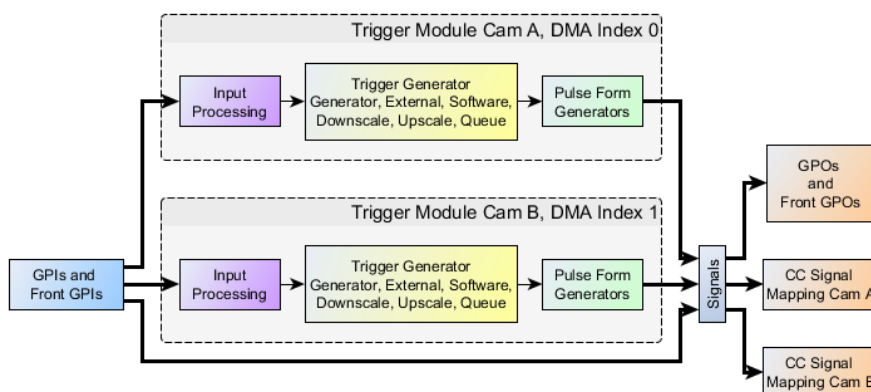 Trigger Module Cam A, DMA Index 0
Input
Processing
Trigger Generator
Generator, External, Software,
Downscale, Upscale, Queue
Pulse Form
Generators
GPOs
and
Front GPOs
Trigger Module Cam B, DMA Index 1
GPIs and
Front GPIs
Input
Processing
Trigger Generator
Generator, External, Software,
Downscale, Upscale, Queue
Pulse Form
Generators
Signals
CC Signal
Mapping Cam A
CC Signal
Mapping Cam B